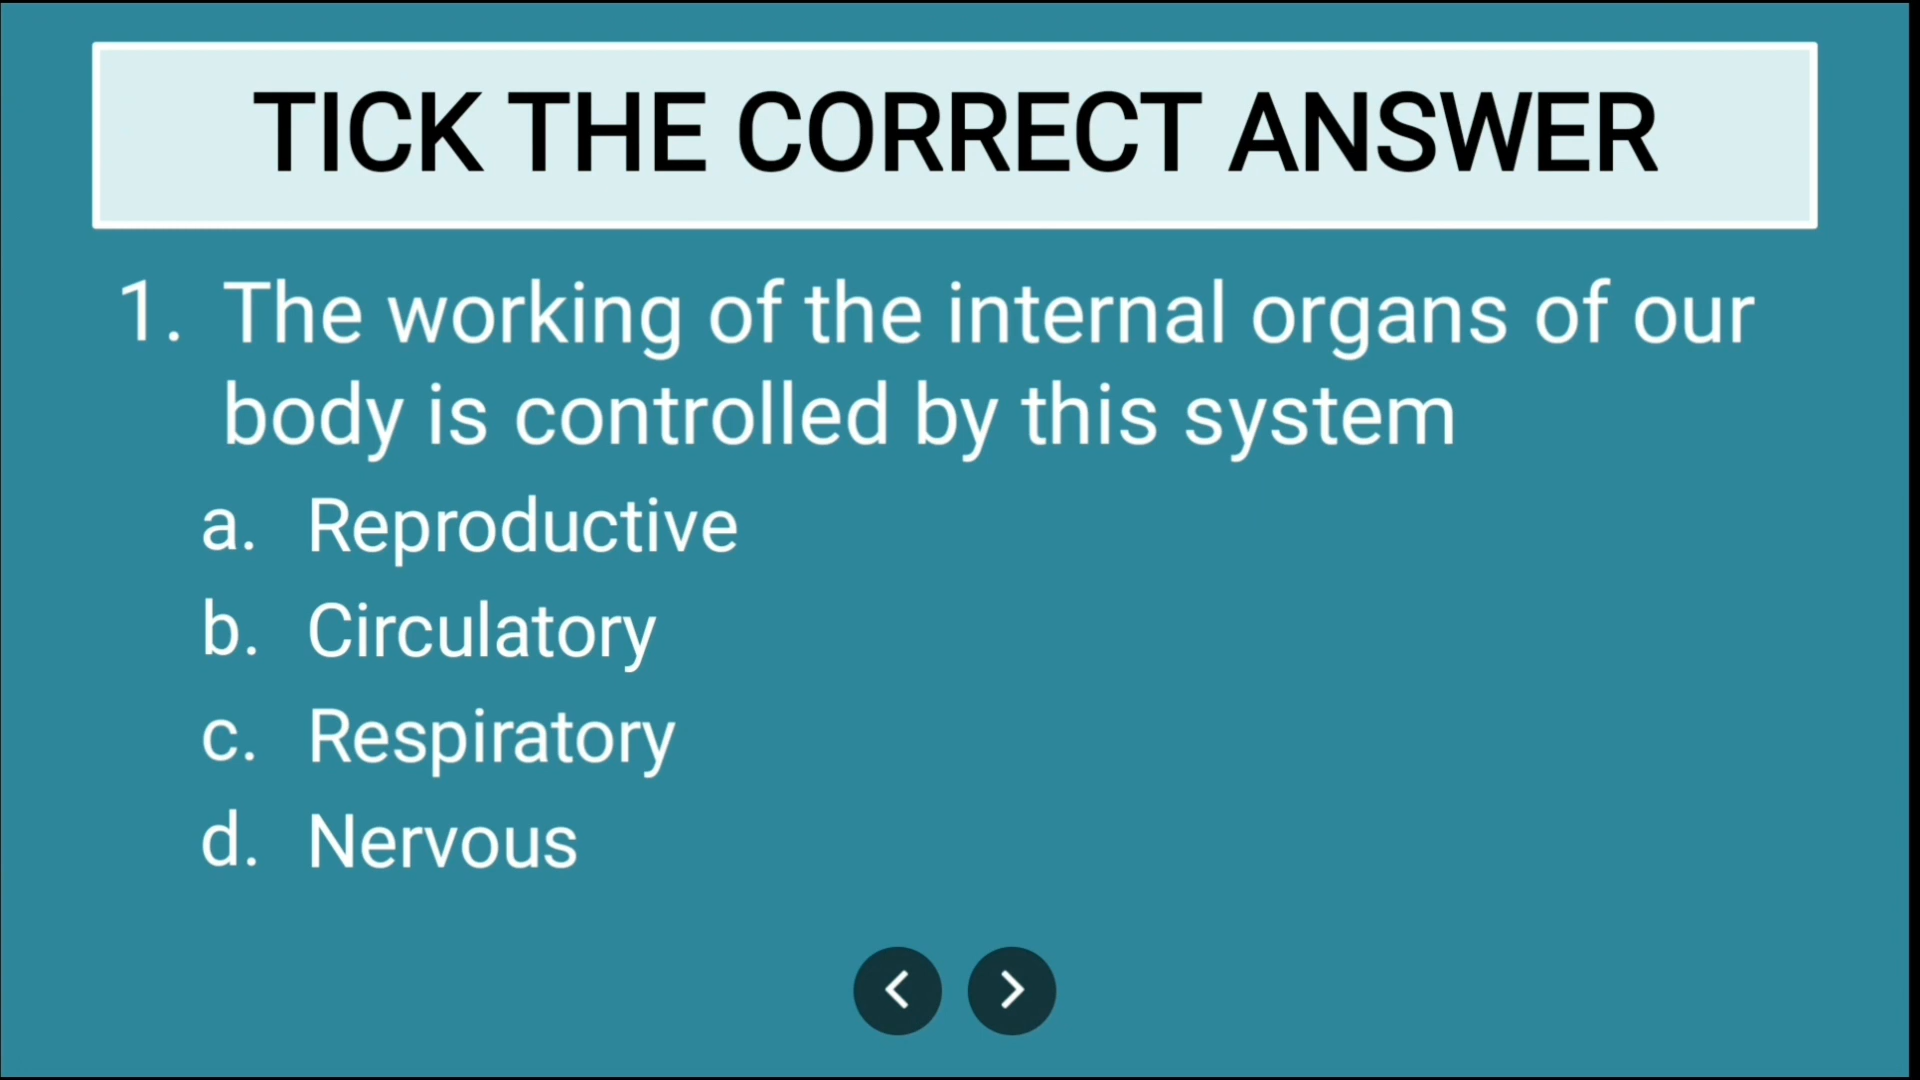 TICK THE CORRECT ANSWER
1. The working of the internal organs of our
body is controlled by this system
a. Reproductive
b. Circulatory
c. Respiratory
d. Nervous